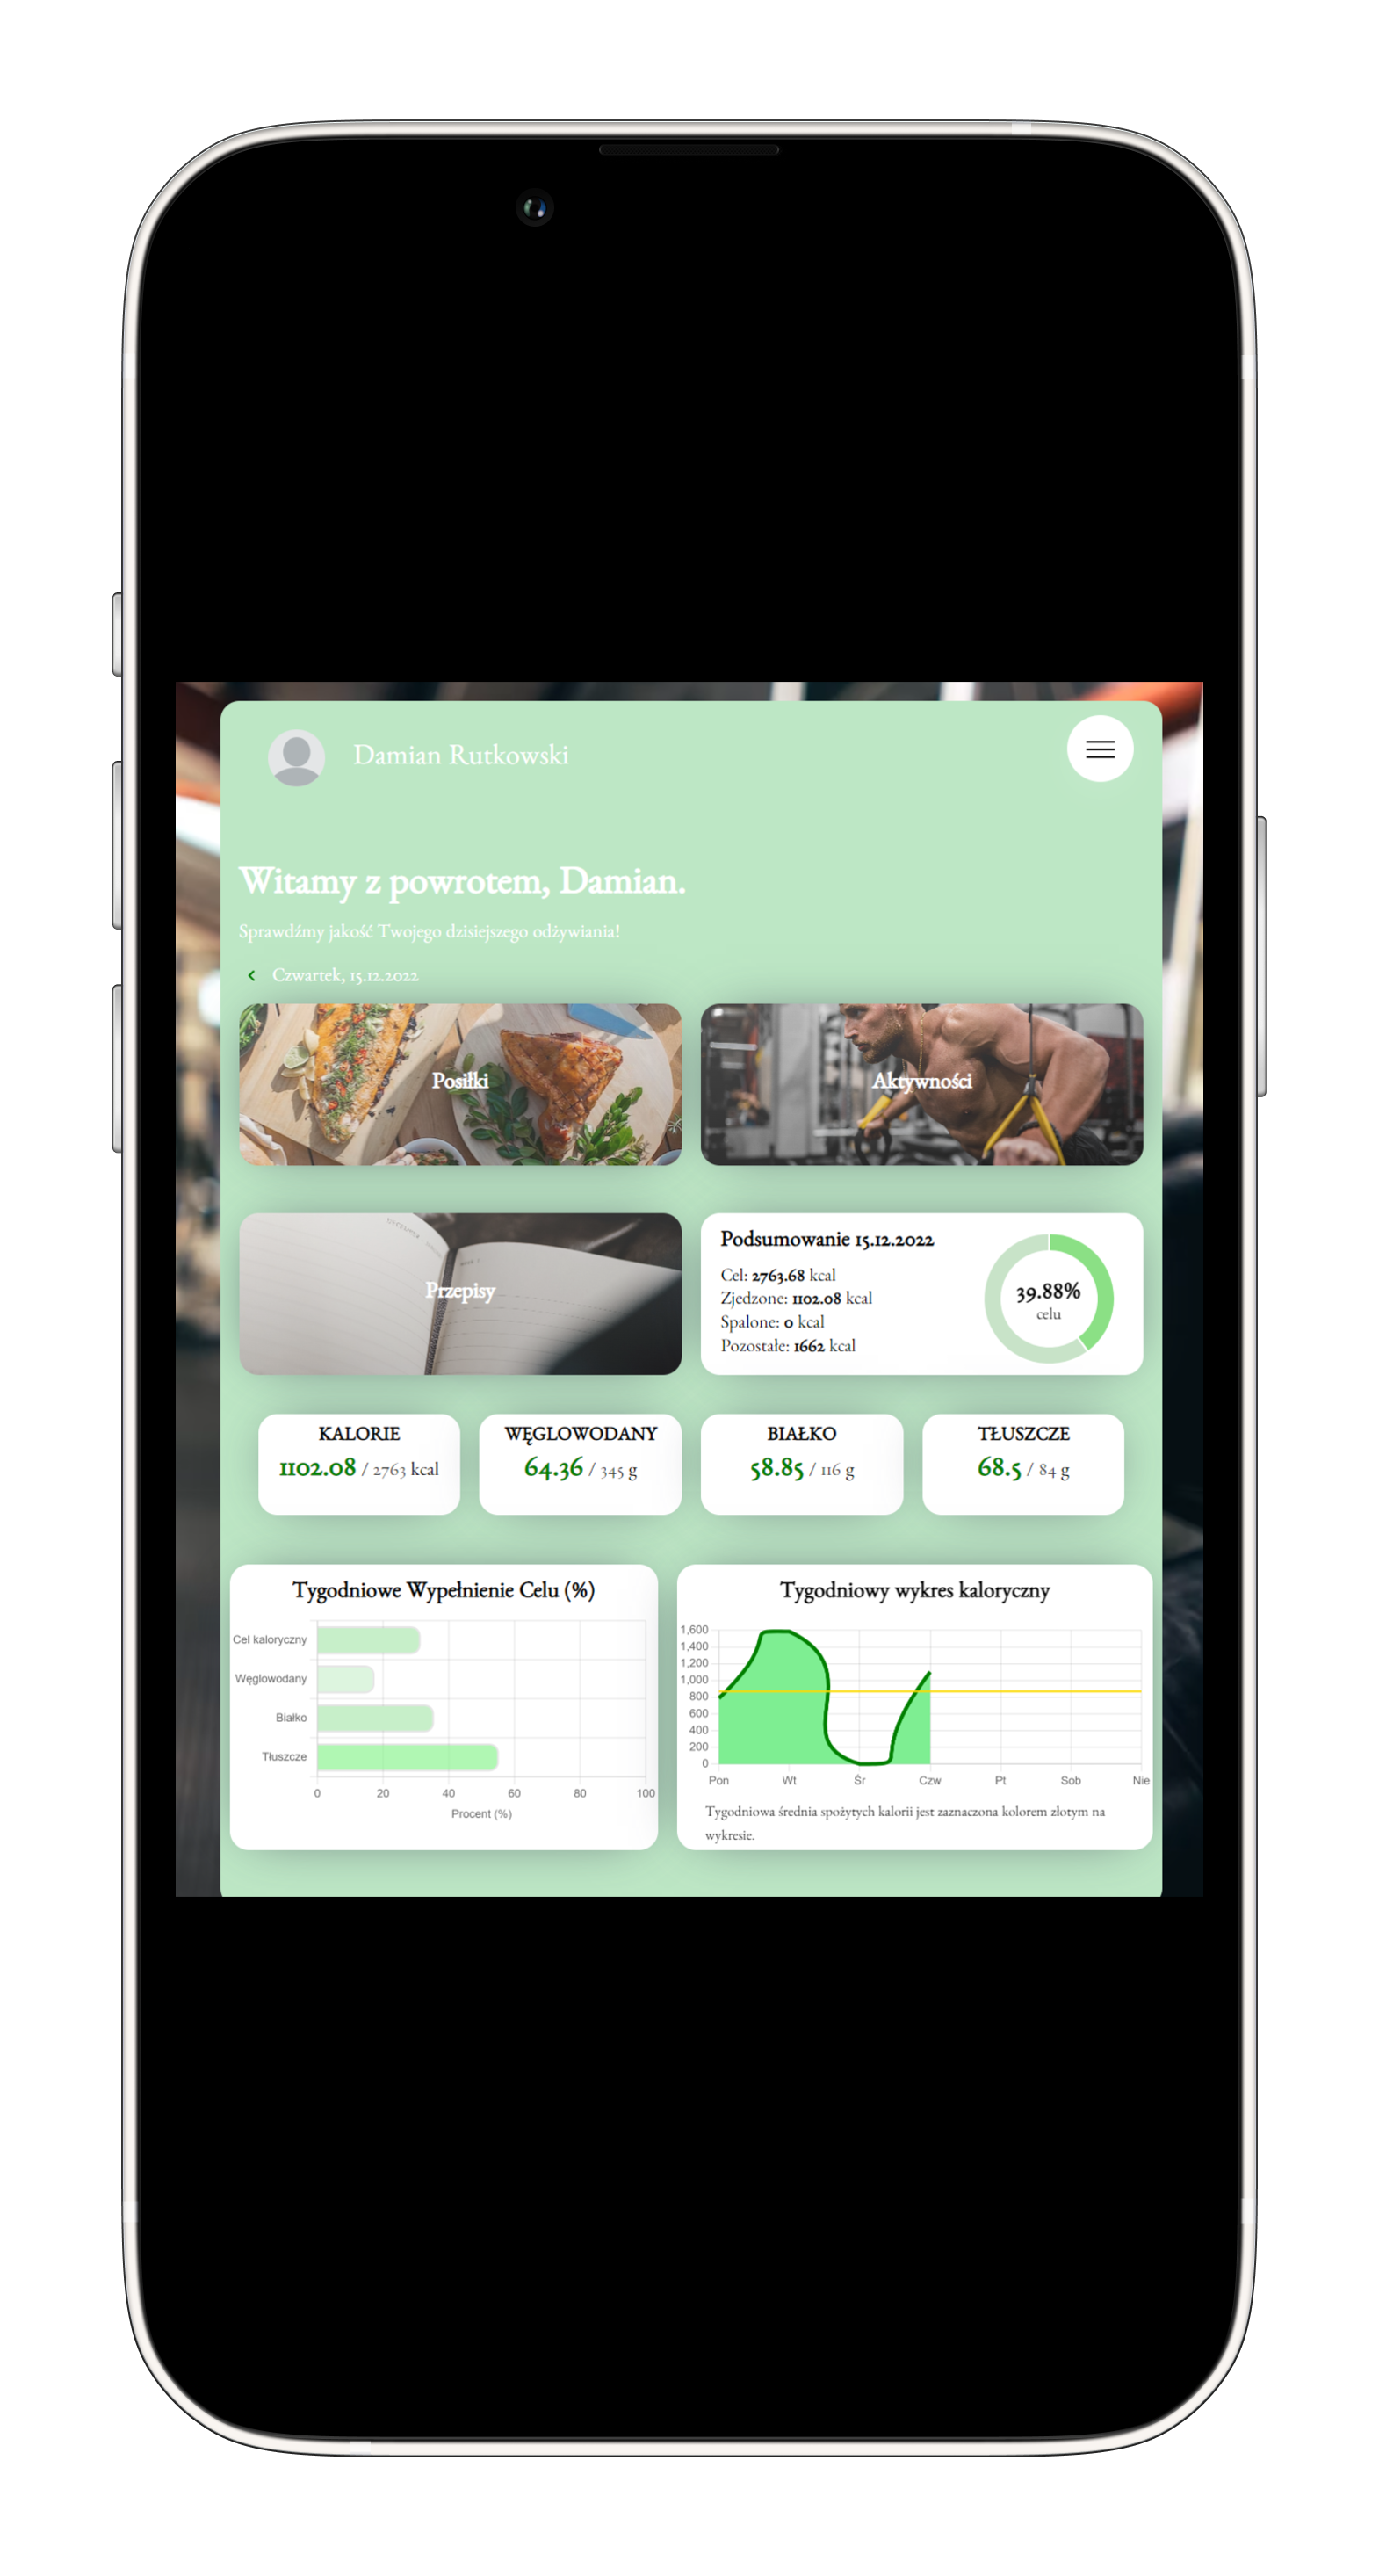 Damian Rutkowski
Witamy z powrotem, Damian.
Sprawdźmy jakość Twojego dzisiejszego odżywiania!
Czwartek, 15.12.2022
Posiłki
Aktywności
Przepisy
Podsumowanie 15.12.2022
Cel: 2763.68 kcal
Zjedzone: 1102.08 kcal
Spalone: 0 kcal
Pozostałe: 1662 kcal
39.88%
celu
KALORIE
1102.08 / 2763 kcal
WĘGLOWODANY
64.36 / 345 g
BIAŁKO
58.85 / 116 g
TŁUSZCZE
68.5 / 84 g
Tygodniowe Wypełnienie Celu (%)
Cel kaloryczny
Węglowodany
Białko
Tłuszcze
0 20 40 60 80 100
Procent (%)
Tygodniowy wykres kaloryczny
1,600
1,400
1,200
1,000
800
600
400
200
0
Pon Wt Śr Czw Pt Sob Nie
Tygodniowa średnia spożytych kalorii jest zaznaczona kolorem złotym na
wykresie.